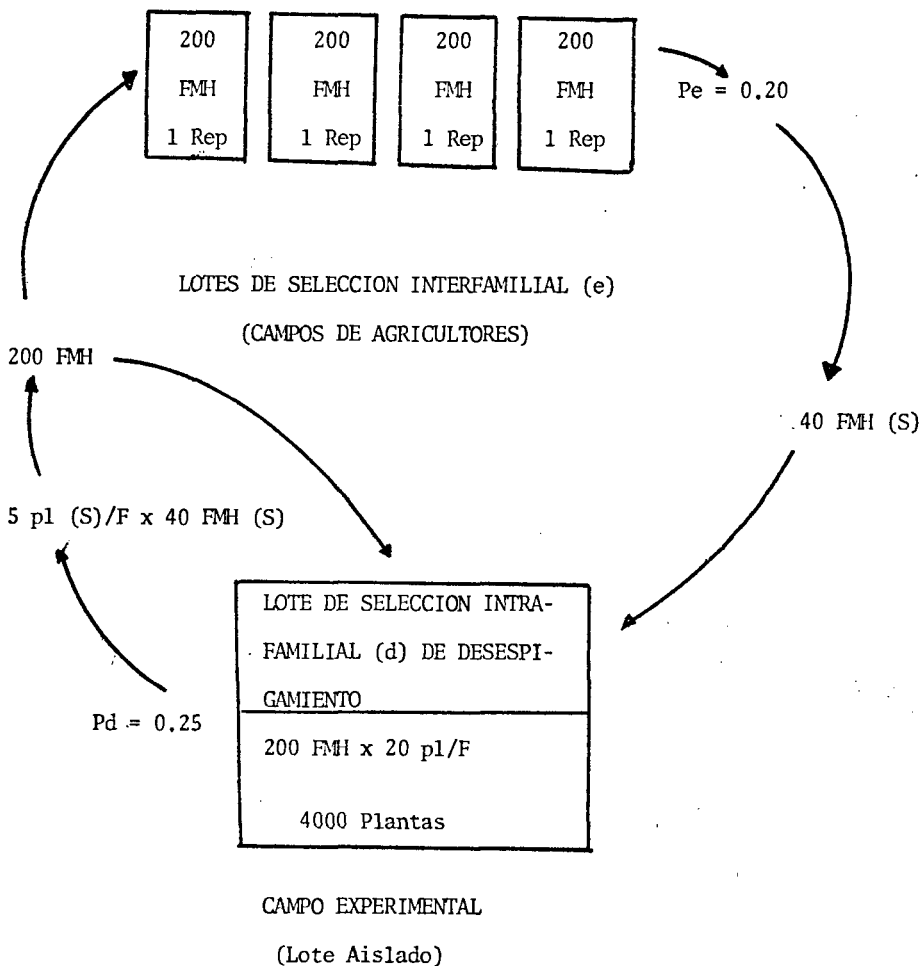 200 200 200 200
FMH FMH FMH FMH
1 Rep 1 Rep 1 Rep 1 Rep
Pe = 0.20
LOTES DE SELECCION INTERFAMILIAL (e)
(CAMPOS DE AGRICULTORES)
200 FMH
40 FMH (S)
5 pl (S)/F x 40 FMH (S)
LOTE DE SELECCION INTRA-
FAMILIAL (d) DE DESESPI-
GAMIENTO
Pd = 0.25
200 FMH x 20 pl/F
4000 Plantas
CAMPO EXPERIMENTAL
(Lote Aislado)